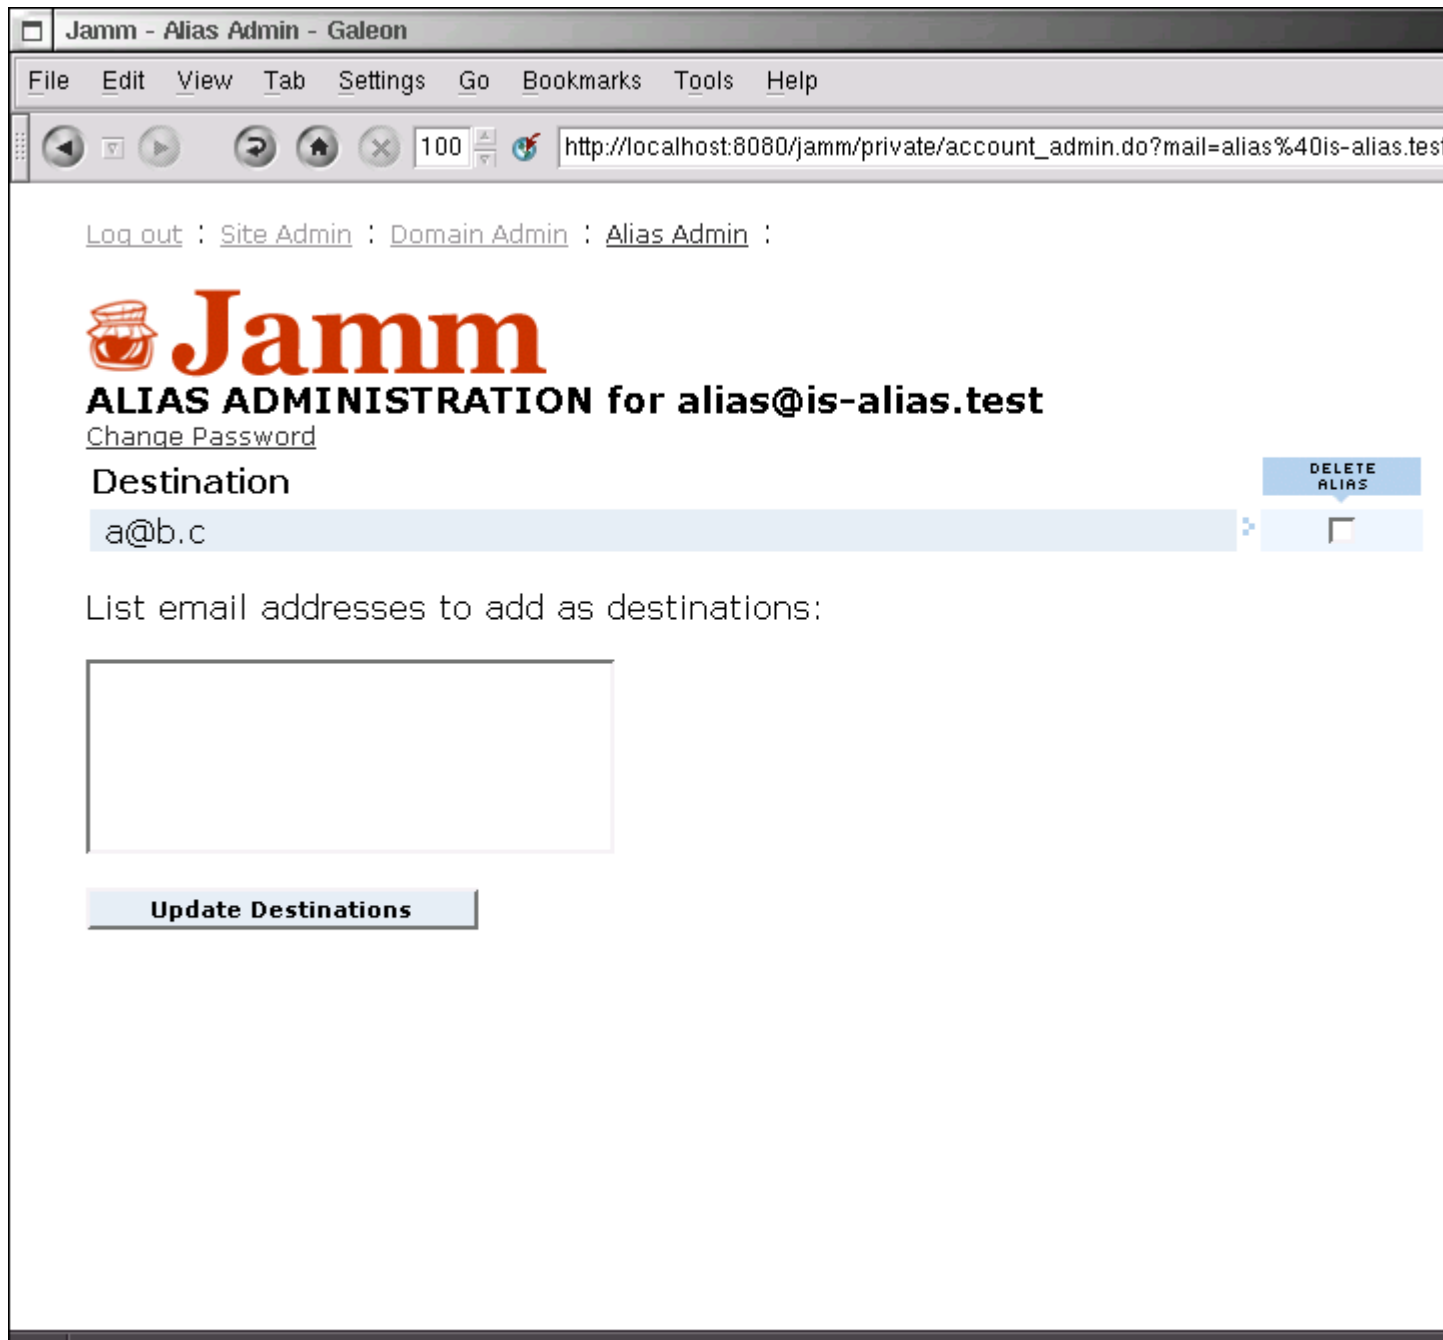 Jamm - Alias Admin - Galeon
File Edit View Tab Settings Go Bookmarks Tools Help
100 http://localhost:8080/jamm/private/account_admin.do?mail=alias%40is-alias.test
Log out : Site Admin : Domain Admin : Alias Admin :
Jamm
ALIAS ADMINISTRATION for alias@is-alias.test
Change Password
Destination
DELETE
ALIAS
a@b.c
List email addresses to add as destinations:
Update Destinations